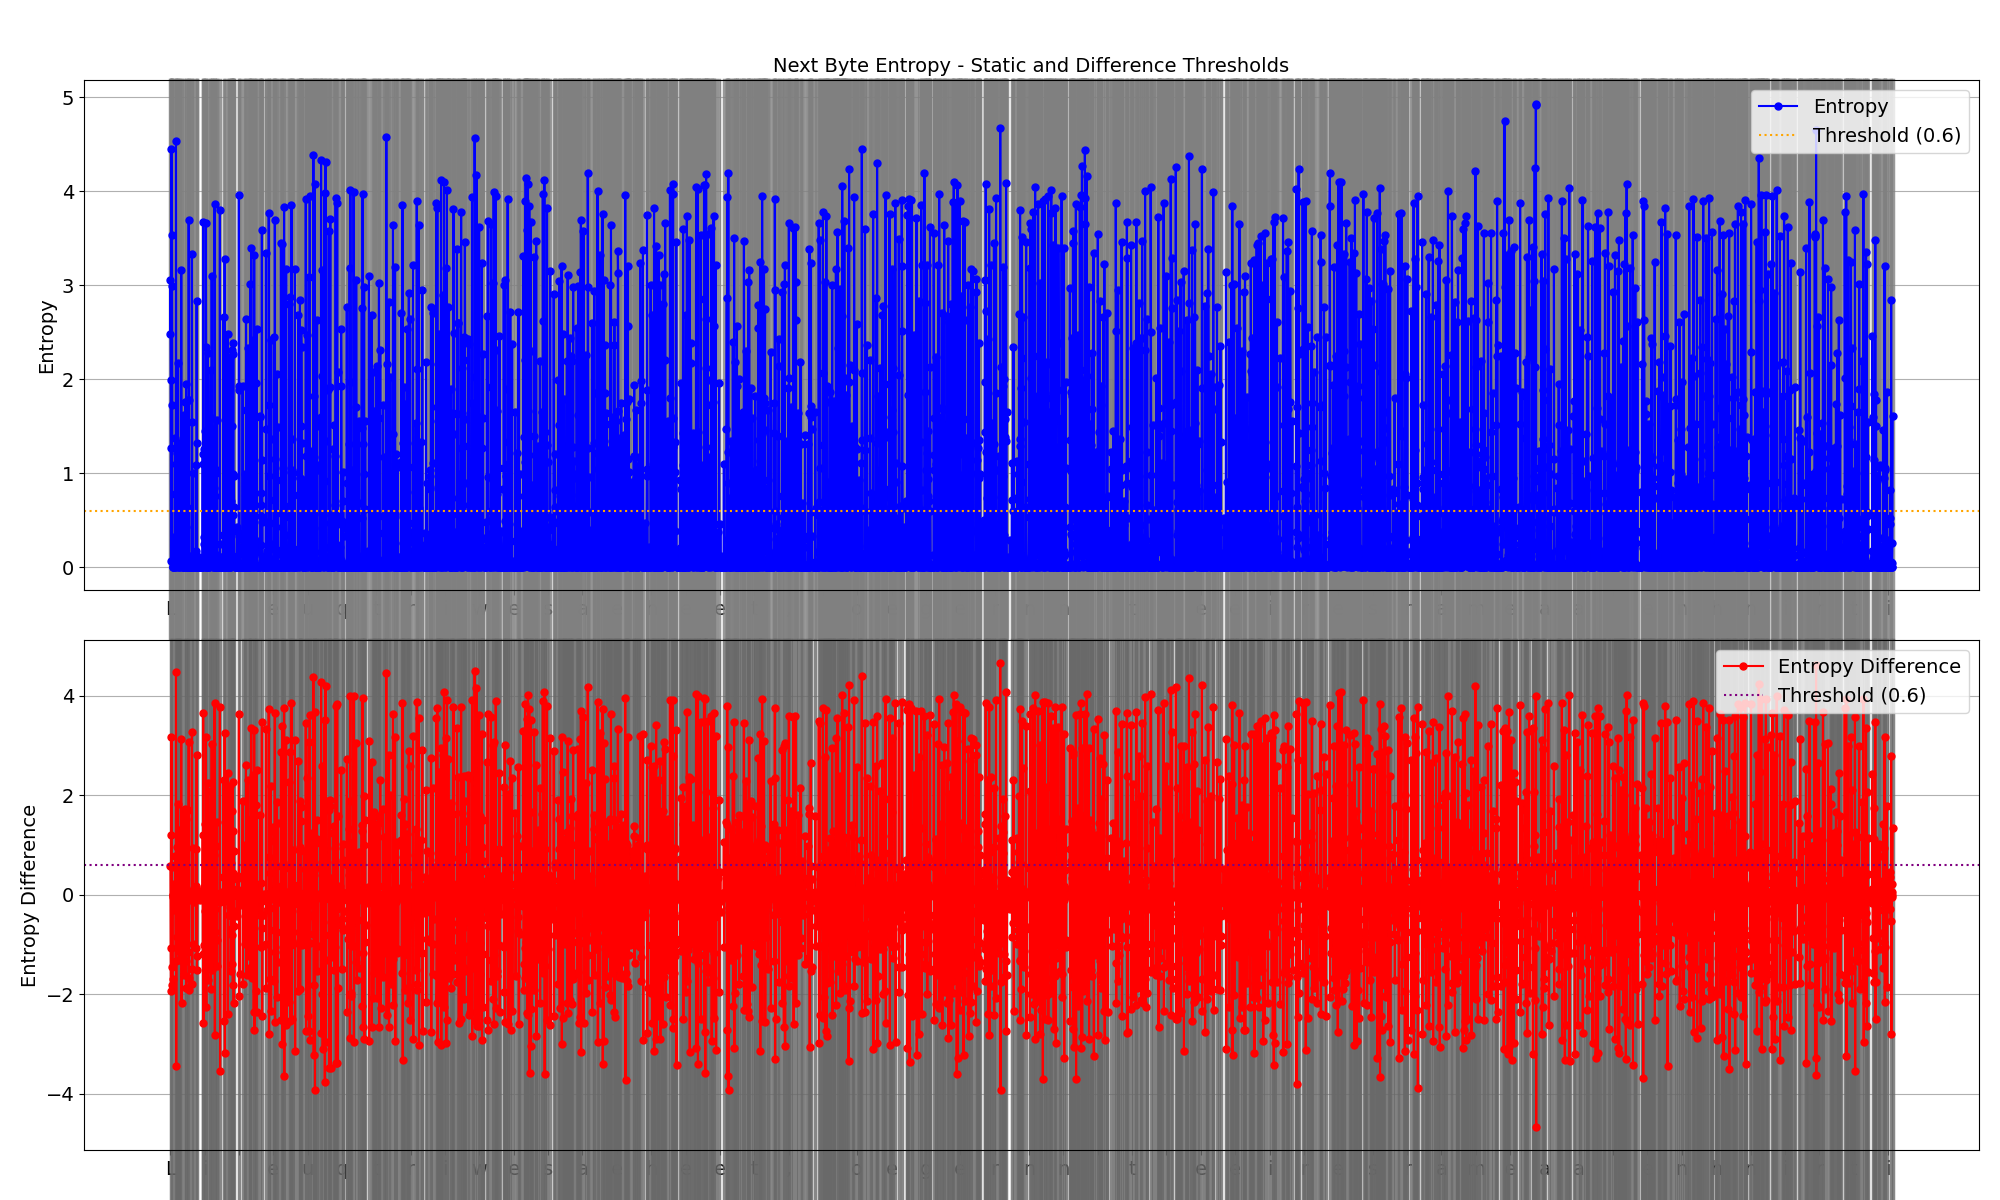 Next Byte Entropy - Static and Difference Thresholds
5
4
3
2
1
0
Entropy
Entropy
Threshold (0.6)
4
2
0
−2
−4
Entropy Difference
Entropy Difference
Threshold (0.6)